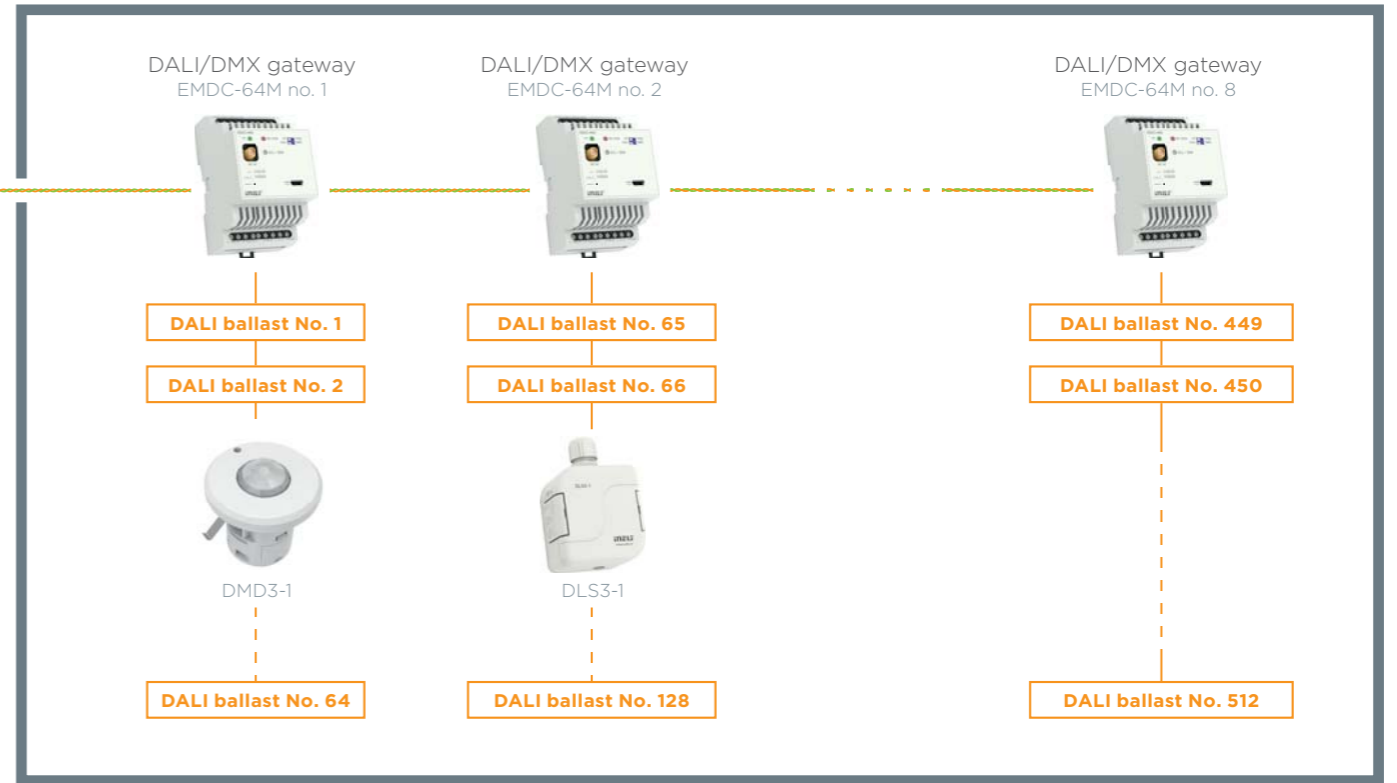 DALI/DMX gateway
EMDC-64M no. 1
DALI/DMX gateway
EMDC-64M no. 2
DALI/DMX gateway
EMDC-64M no. 8
DALI ballast No. 1
DALI ballast No. 65
DALI ballast No. 449
DALI ballast No. 2
DALI ballast No. 66
DALI ballast No. 450
DMD3-1
DLS3-1
DALI ballast No. 64
DALI ballast No. 128
DALI ballast No. 512